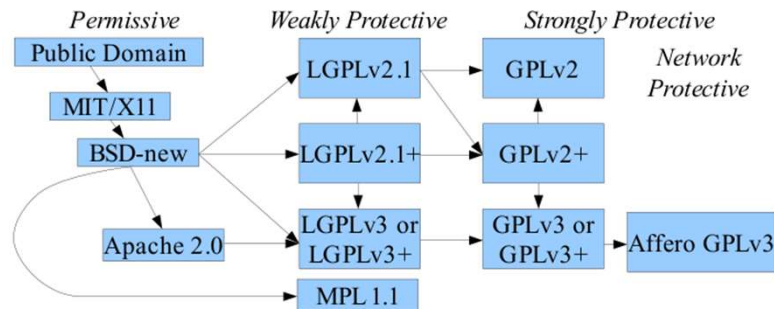 Permissive
Weakly Protective
Strongly Protective
Network
Protective
Public Domain
MIT/X11
BSD-new
Apache 2.0
LGPLv2.1
LGPLv2.1+
LGPLv3 or
LGPLv3+
MPL 1.1
GPLv2
GPLv2+
GPLv3 or
GPLv3+
Affero GPLv3